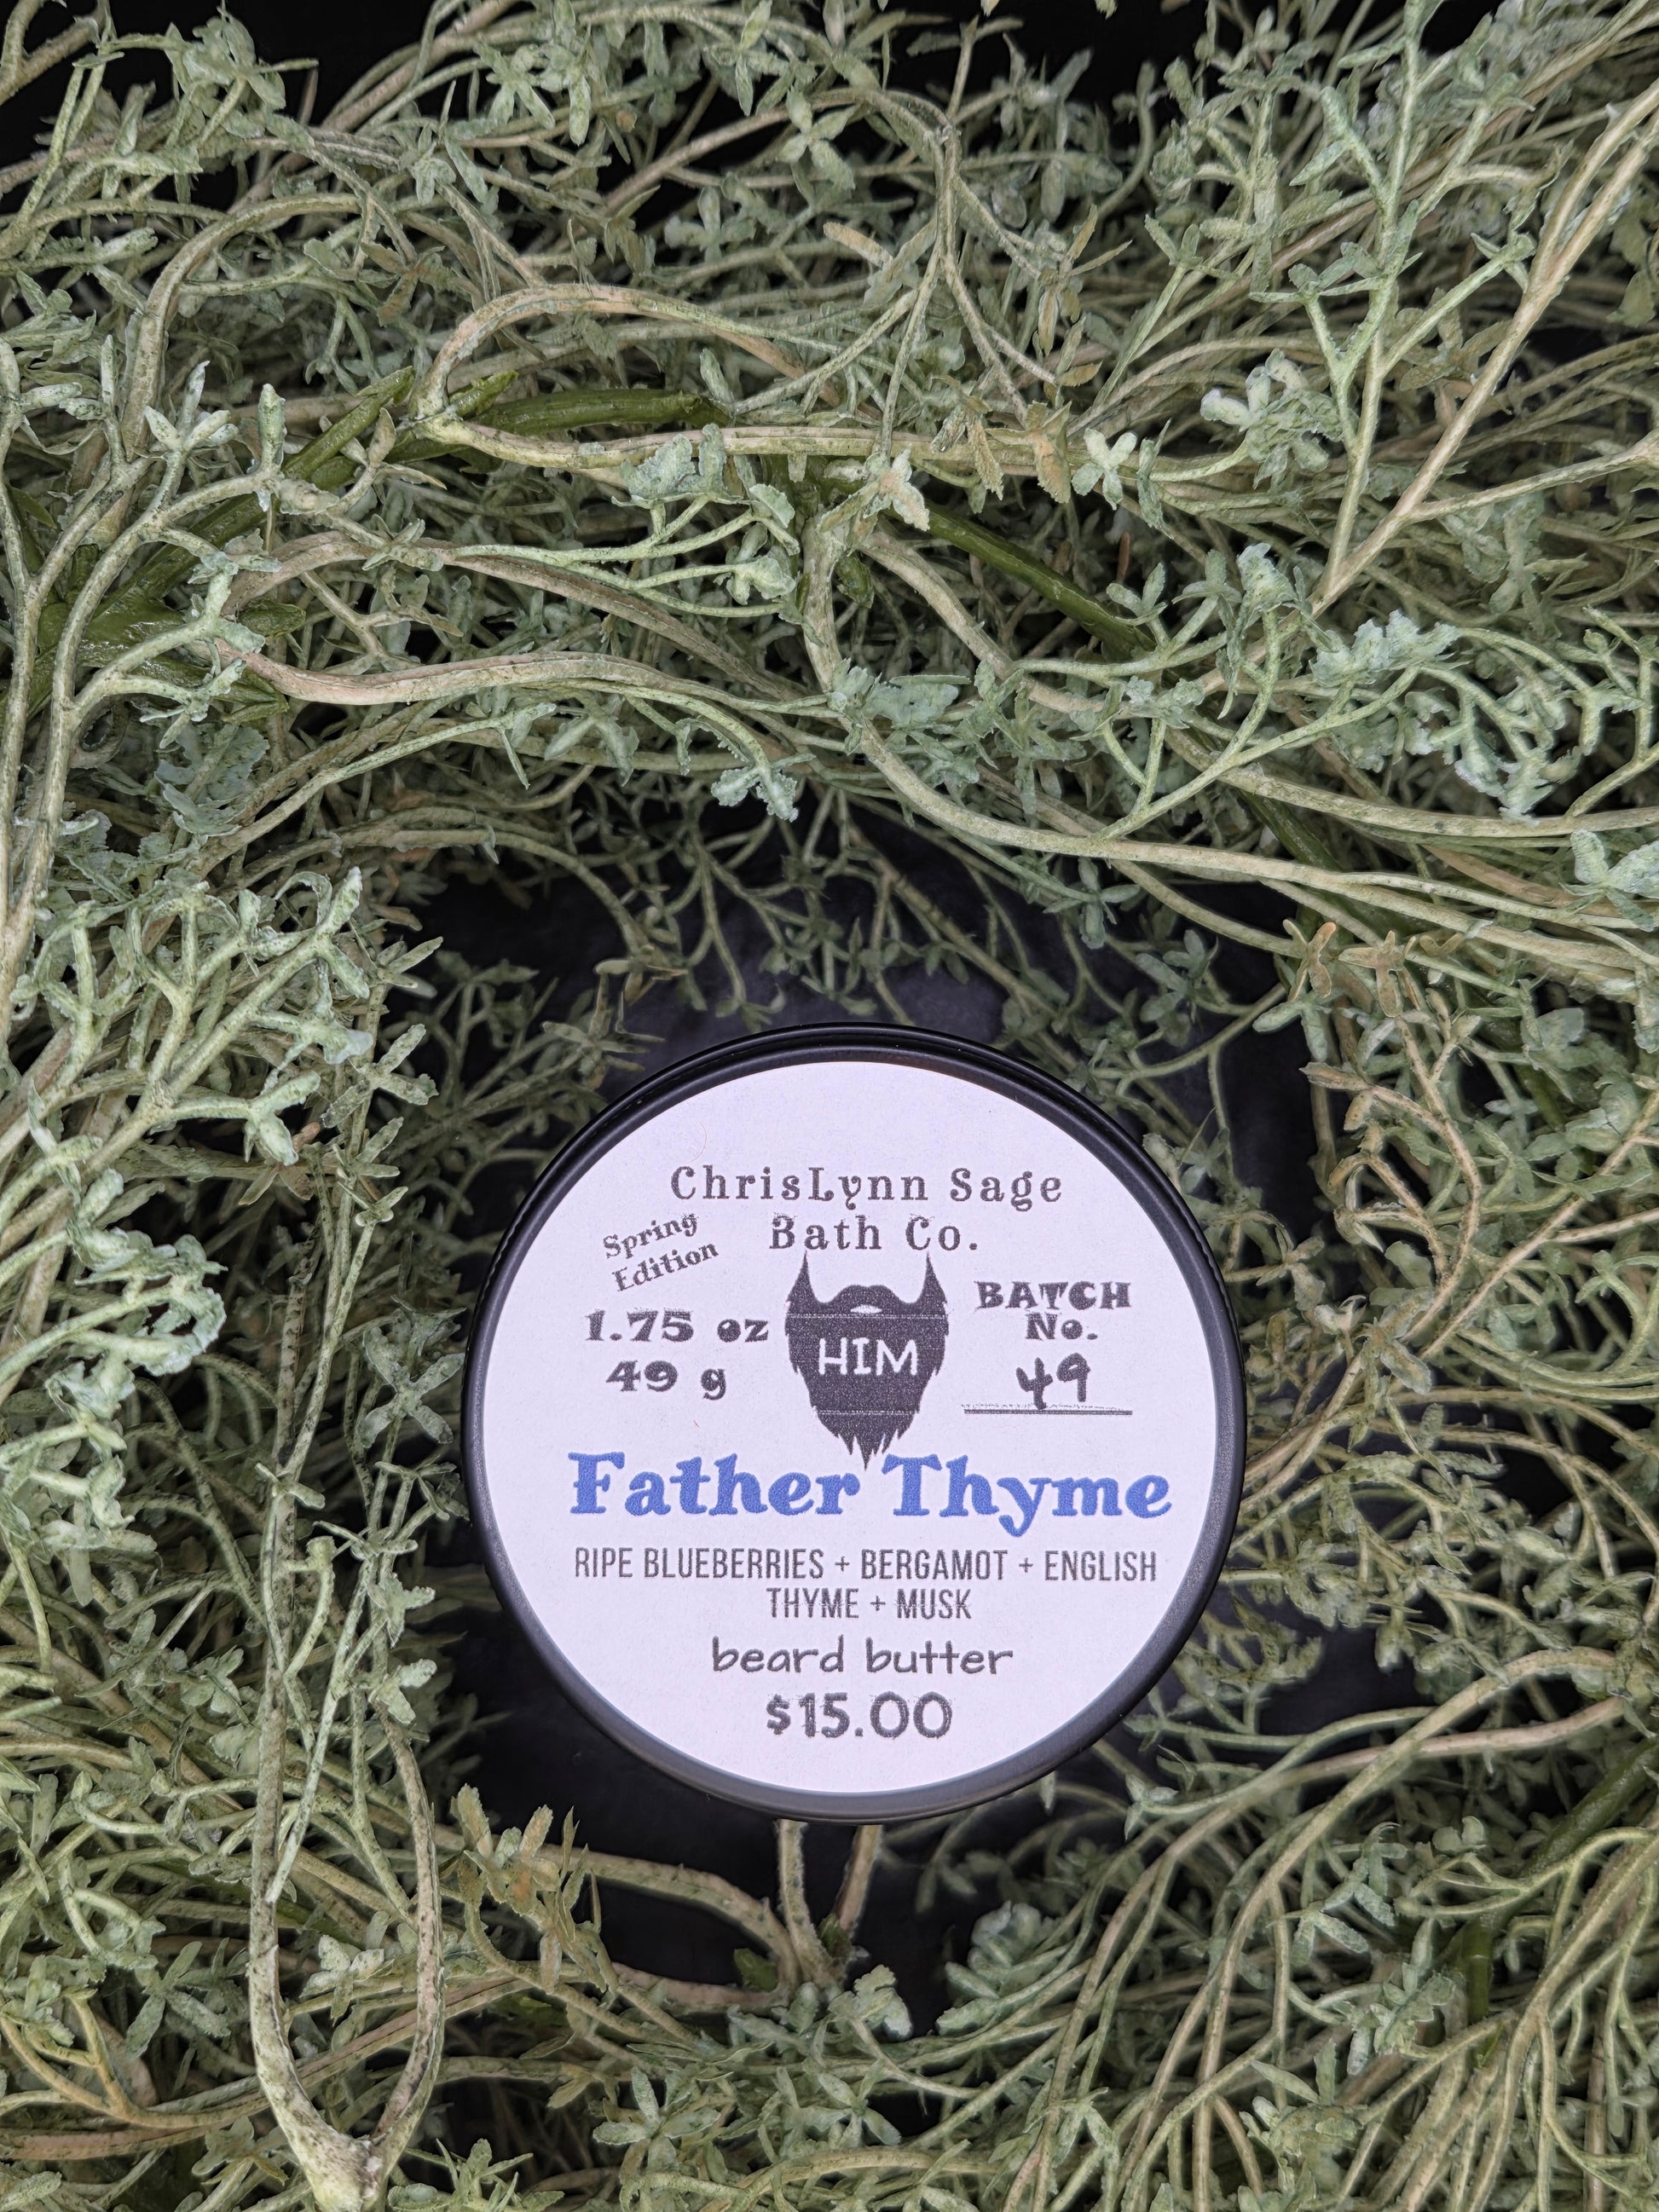 ChrisLynn Sage
Bath Co.
Spring
Edition
1.75 oz
49 g
HIM
BATCH
No.
49
Father Thyme
RIPE BLUEBERRIES + BERGAMOT + ENGLISH
THYME + MUSK
beard butter
$15.00